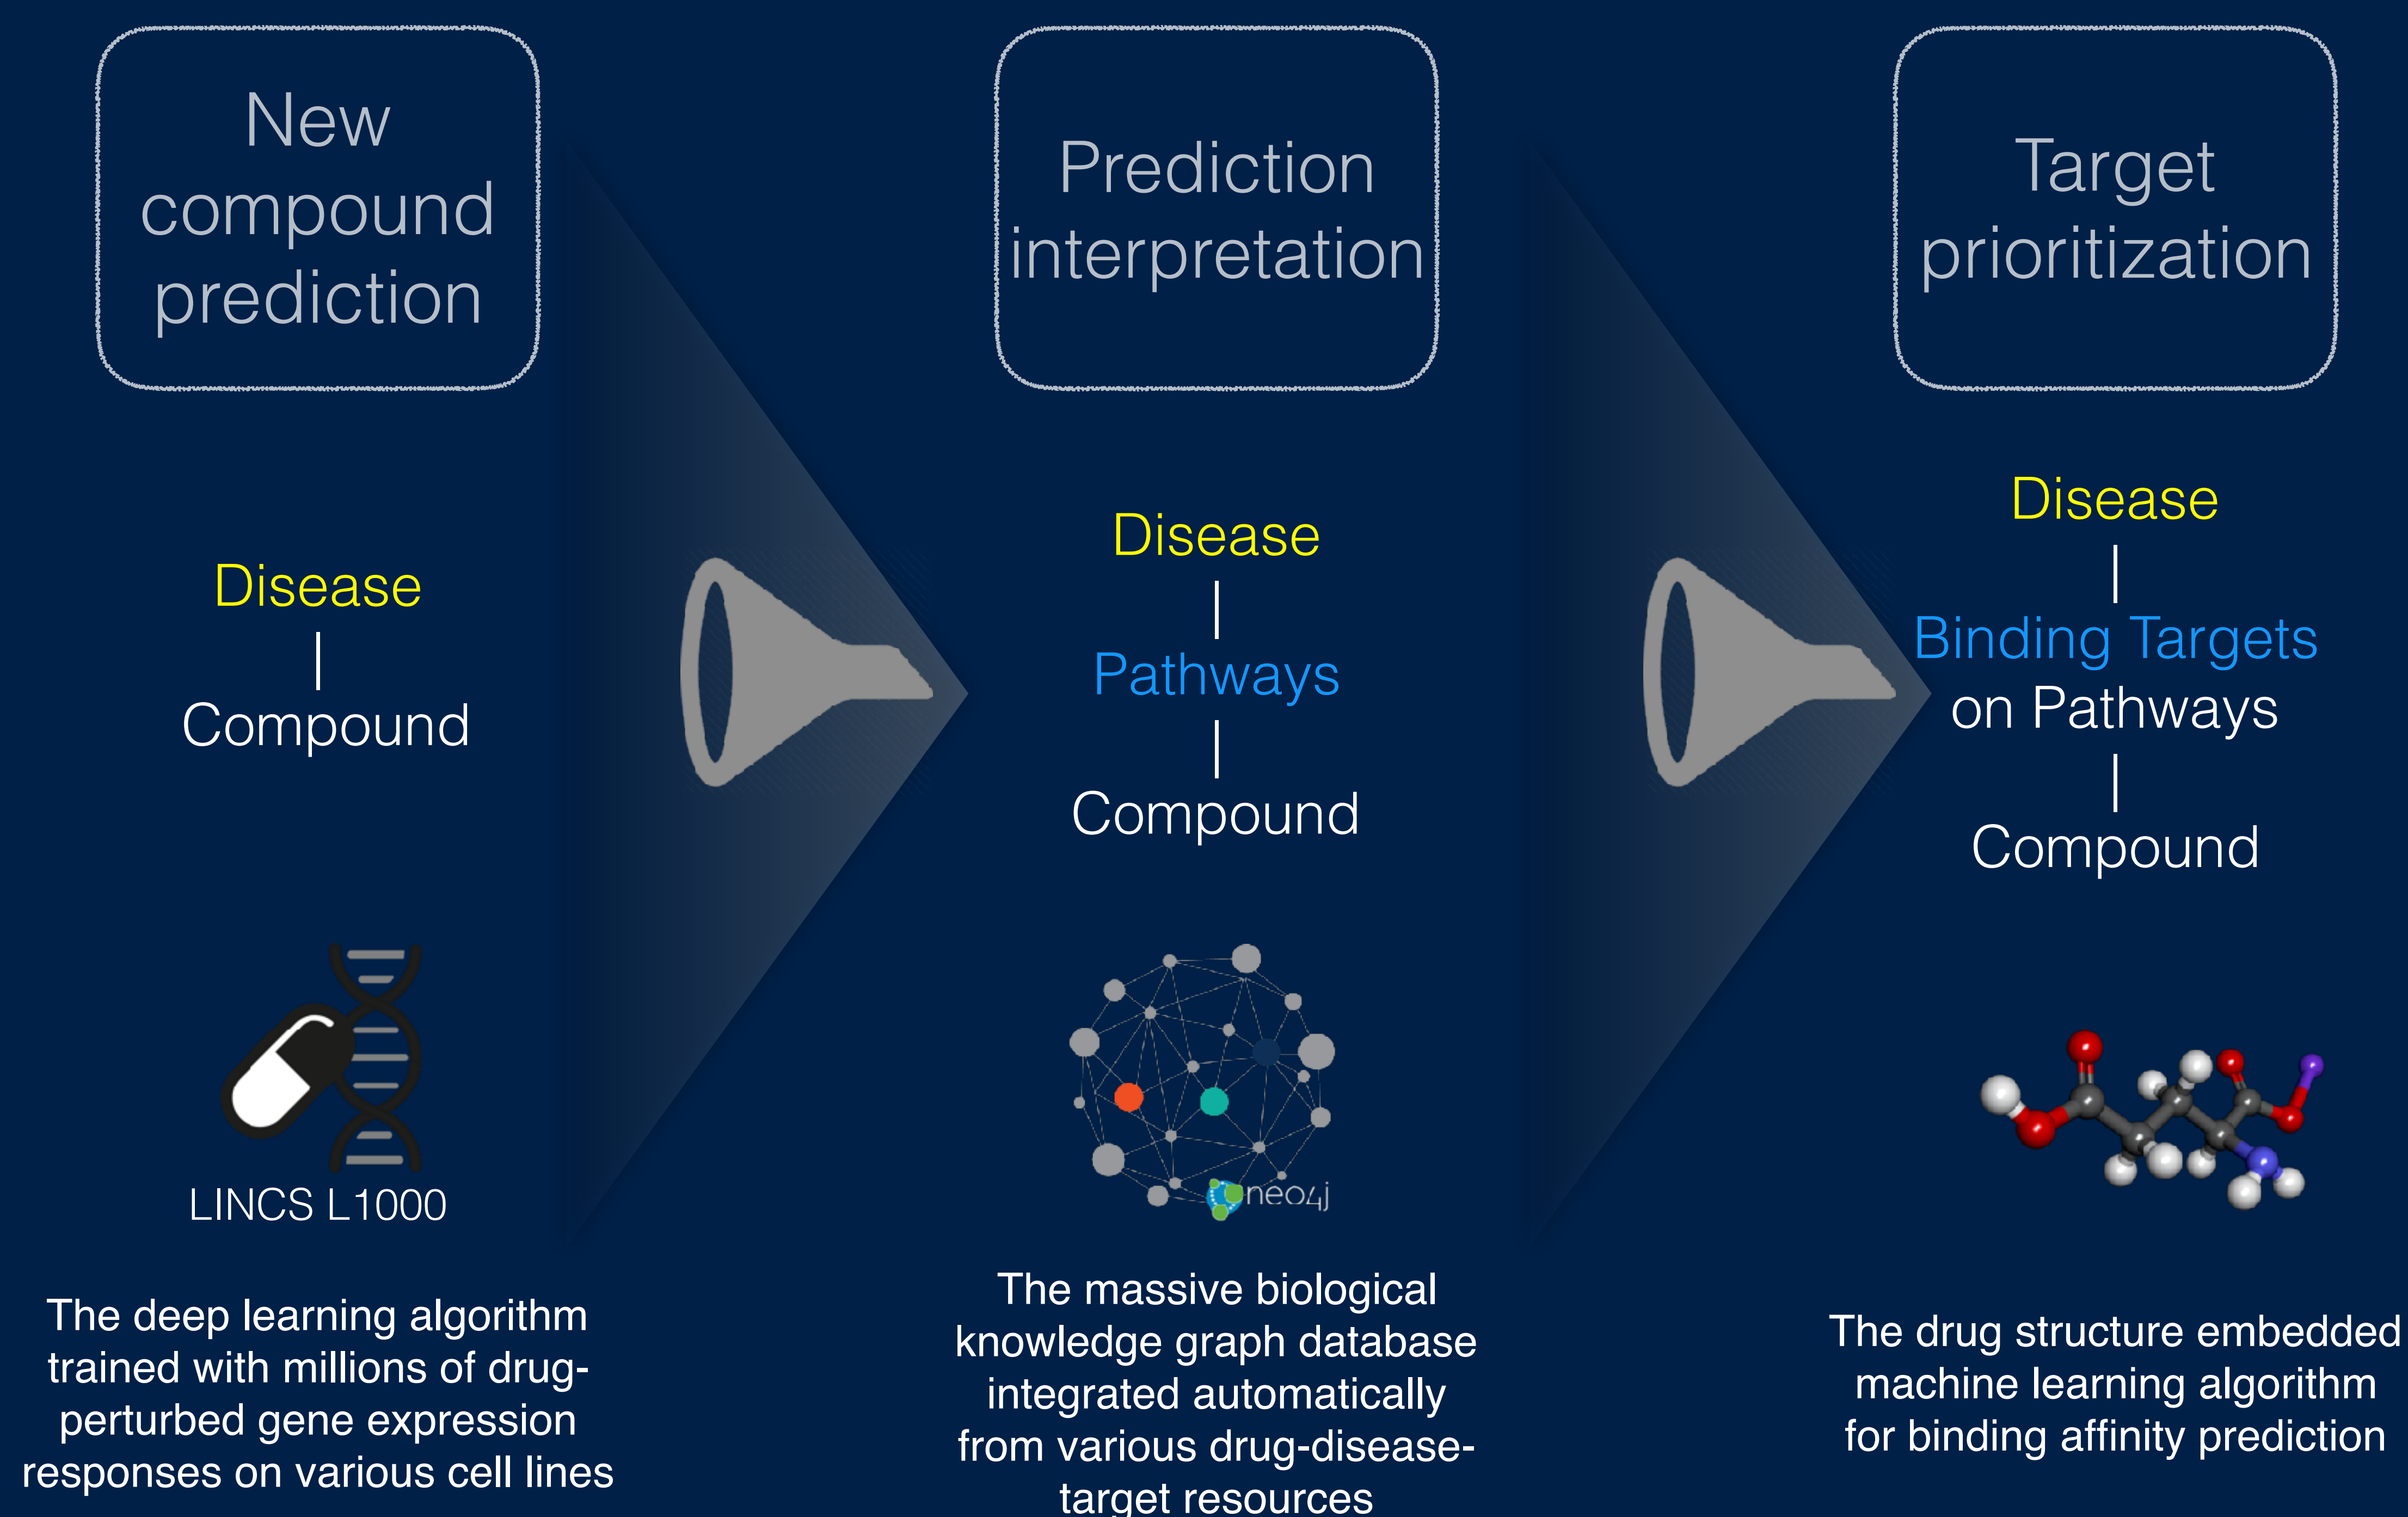 New
compound
prediction
Disease
Compound
LINCS L1000
The deep learning algorithm
trained with millions of drug-
perturbed gene expression
responses on various cell lines
Prediction
interpretation
Disease
Pathways
Compound
neo4j
The massive biological
knowledge graph database
integrated automatically
from various drug-disease-
target resources
Target
prioritization
Disease
Binding Targets
on Pathways
Compound
The drug structure embedded
machine learning algorithm
for binding affinity prediction